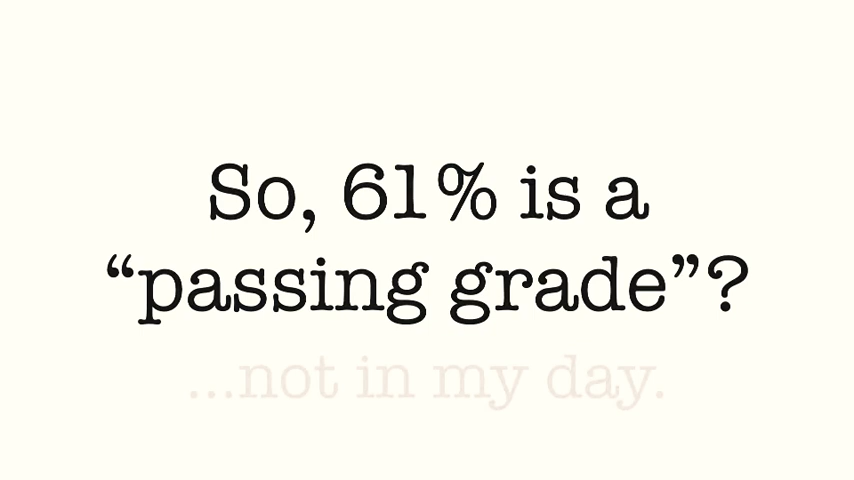 So, 61% is a
“passing grade”?
...not in my day.